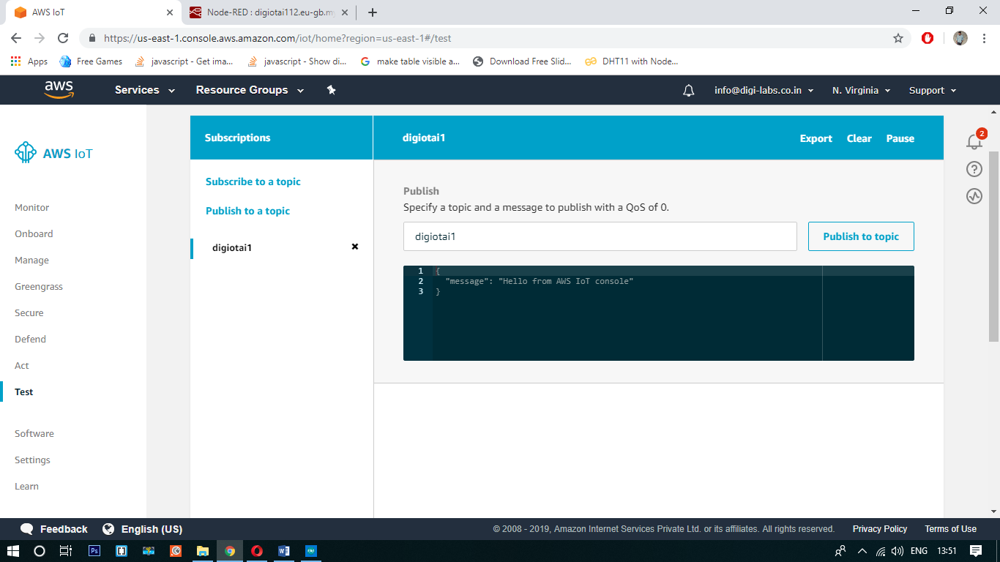 AWS IoT
Node-RED : digiotai112.eu-gb.my
https://us-east-1.console.aws.amazon.com/iot/home?region=us-east-1#/test
Apps Free Games javascript - Get ima... javascript - Show di... make table visible a... Download Free Slid... DHT11 with Node...
aws Services Resource Groups info@digi-labs.co.in N. Virginia Support
AWS IoT
Monitor
Onboard
Manage
Greengrass
Secure
Defend
Act
Test
Software
Settings
Learn
Subscriptions
Subscribe to a topic
Publish to a topic
digiotai1
digiotai1 Export Clear Pause
Publish
Specify a topic and a message to publish with a QoS of 0.
digiotai1 Publish to topic
1 {
2 "message": "Hello from AWS IoT console"
3 }
2
Feedback English (US) © 2008 - 2019, Amazon Internet Services Private Ltd. or its affiliates. All rights reserved. Privacy Policy Terms of Use
Ps W ENG 13:51